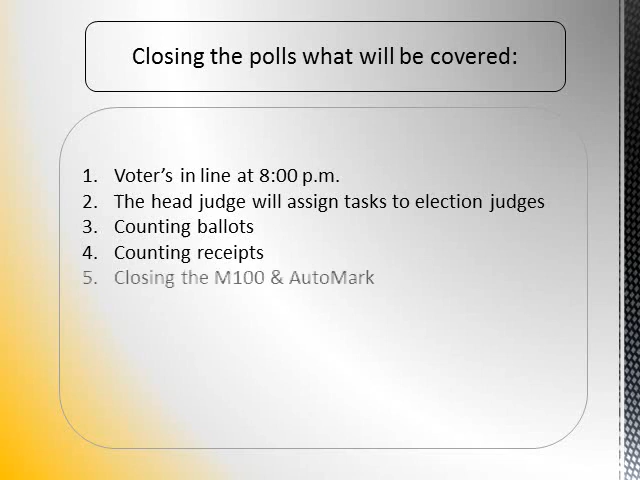 Closing the polls what will be covered:
1. Voter’s in line at 8:00 p.m.
2. The head judge will assign tasks to election judges
3. Counting ballots
4. Counting receipts
5. Closing the M100 & AutoMark